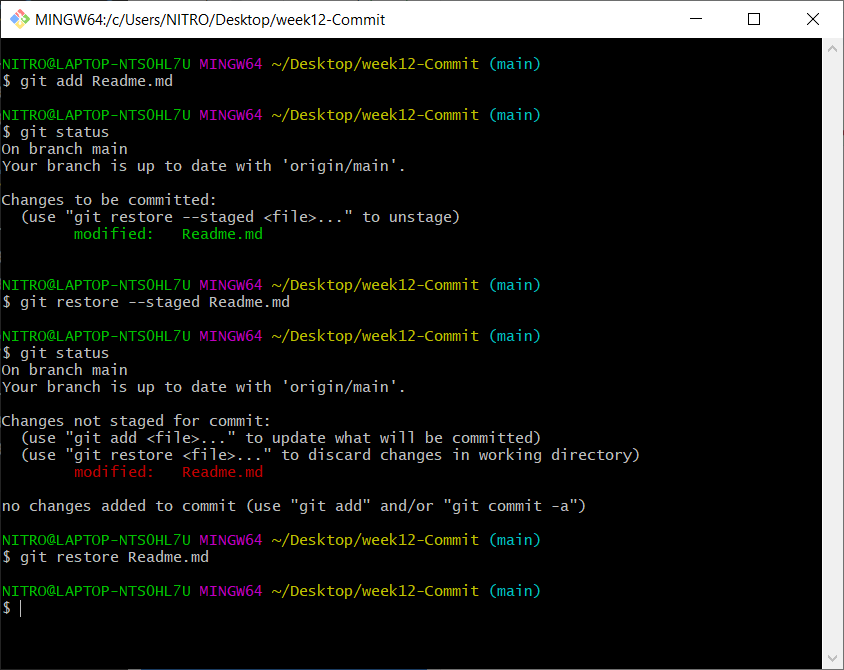 MINGW64:/c/Users/NITRO/Desktop/week12-Commit
NITRO@LAPTOP-NTS0HL7U MINGW64 ~/Desktop/week12-Commit (main)
$ git add Readme.md
NITRO@LAPTOP-NTS0HL7U MINGW64 ~/Desktop/week12-Commit (main)
$ git status
On branch main
Your branch is up to date with 'origin/main'.
Changes to be committed:
  (use "git restore --staged <file>..." to unstage)
        modified:   Readme.md
NITRO@LAPTOP-NTS0HL7U MINGW64 ~/Desktop/week12-Commit (main)
$ git restore --staged Readme.md
NITRO@LAPTOP-NTS0HL7U MINGW64 ~/Desktop/week12-Commit (main)
$ git status
On branch main
Your branch is up to date with 'origin/main'.
Changes not staged for commit:
  (use "git add <file>..." to update what will be committed)
  (use "git restore <file>..." to discard changes in working directory)
        modified:   Readme.md
no changes added to commit (use "git add" and/or "git commit -a")
NITRO@LAPTOP-NTS0HL7U MINGW64 ~/Desktop/week12-Commit (main)
$ git restore Readme.md
NITRO@LAPTOP-NTS0HL7U MINGW64 ~/Desktop/week12-Commit (main)
$